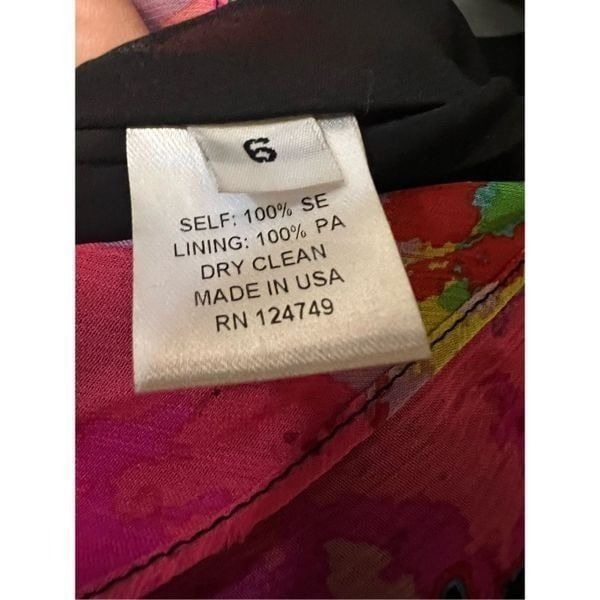 6
SELF: 100% SE
LINING: 100% PA
DRY CLEAN
MADE IN USA
RN 124749